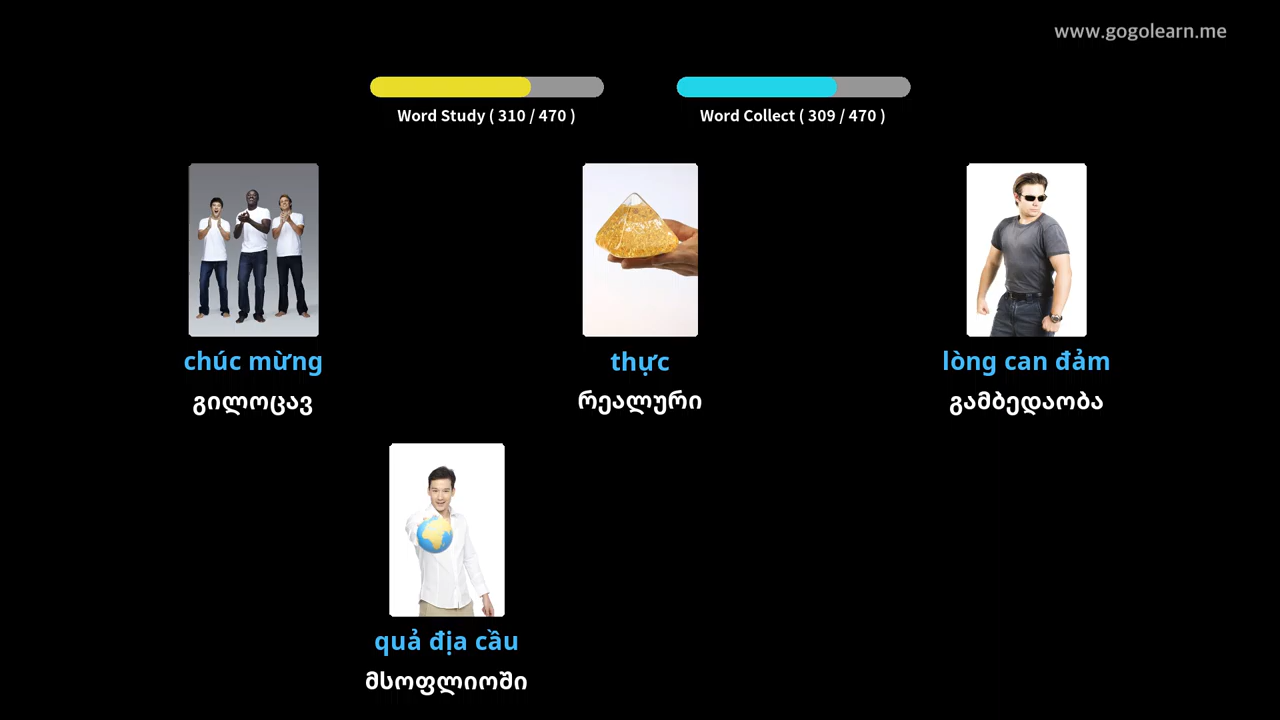 www.gogolearn.me
Word Study ( 310 / 470 )
Word Collect ( 309 / 470 )
chúc mừng
გილოცავ
thực
რეალური
lòng can đảm
გამბედაობა
quả địa cầu
მსოფლიოში